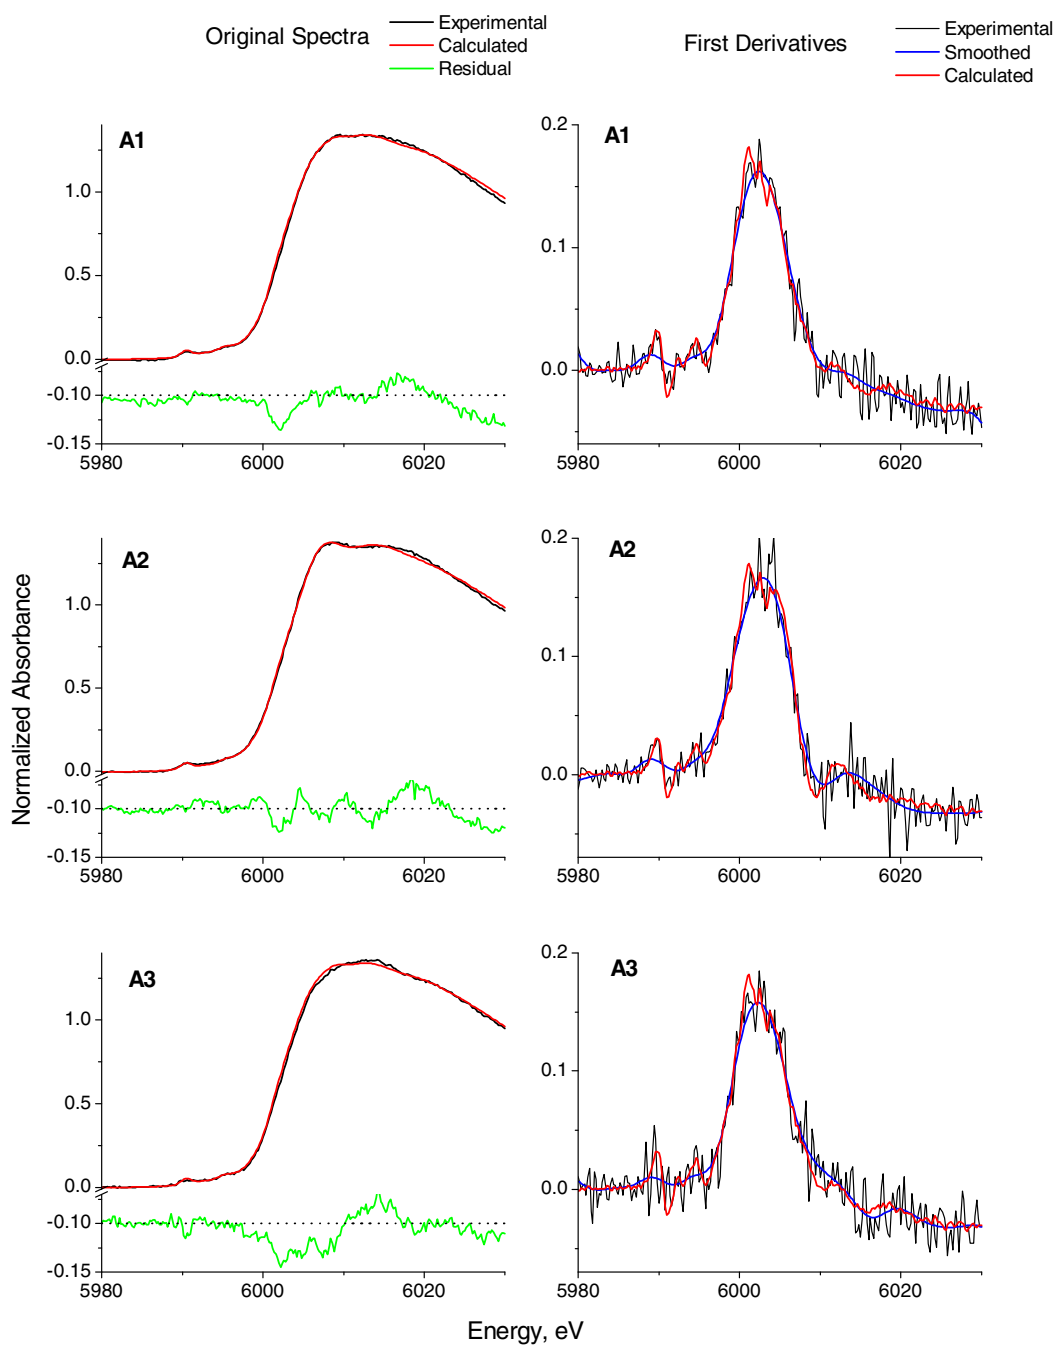 Original Spectra
Experimental
Calculated
Residual
First Derivatives
Experimental
Smoothed
Calculated
A1
1.0
0.5
0.0
-0.10
-0.15
5980
6000
6020
A1
0.2
0.1
0.0
5980
6000
6020
A2
1.0
0.5
0.0
-0.10
-0.15
5980
6000
6020
A2
0.2
0.1
0.0
5980
6000
6020
A3
1.0
0.5
0.0
-0.10
-0.15
5980
6000
6020
A3
0.2
0.1
0.0
5980
6000
6020
Normalized Absorbance
Energy, eV